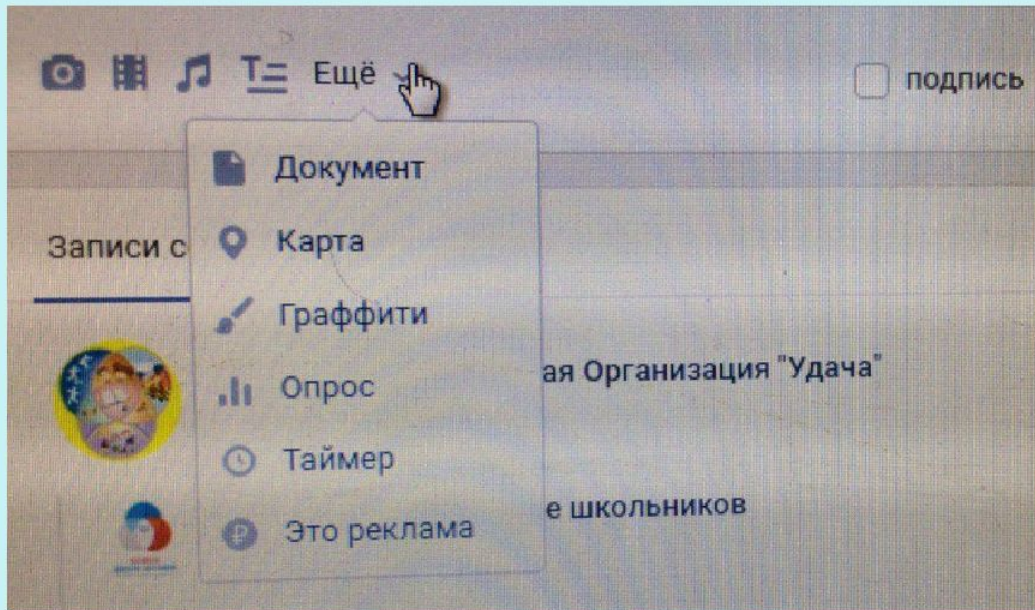 Ещё
подпись
Документ
Записи с
Карта
Граффити
ая Организация "Удача"
Опрос
Таймер
е школьников
Это реклама